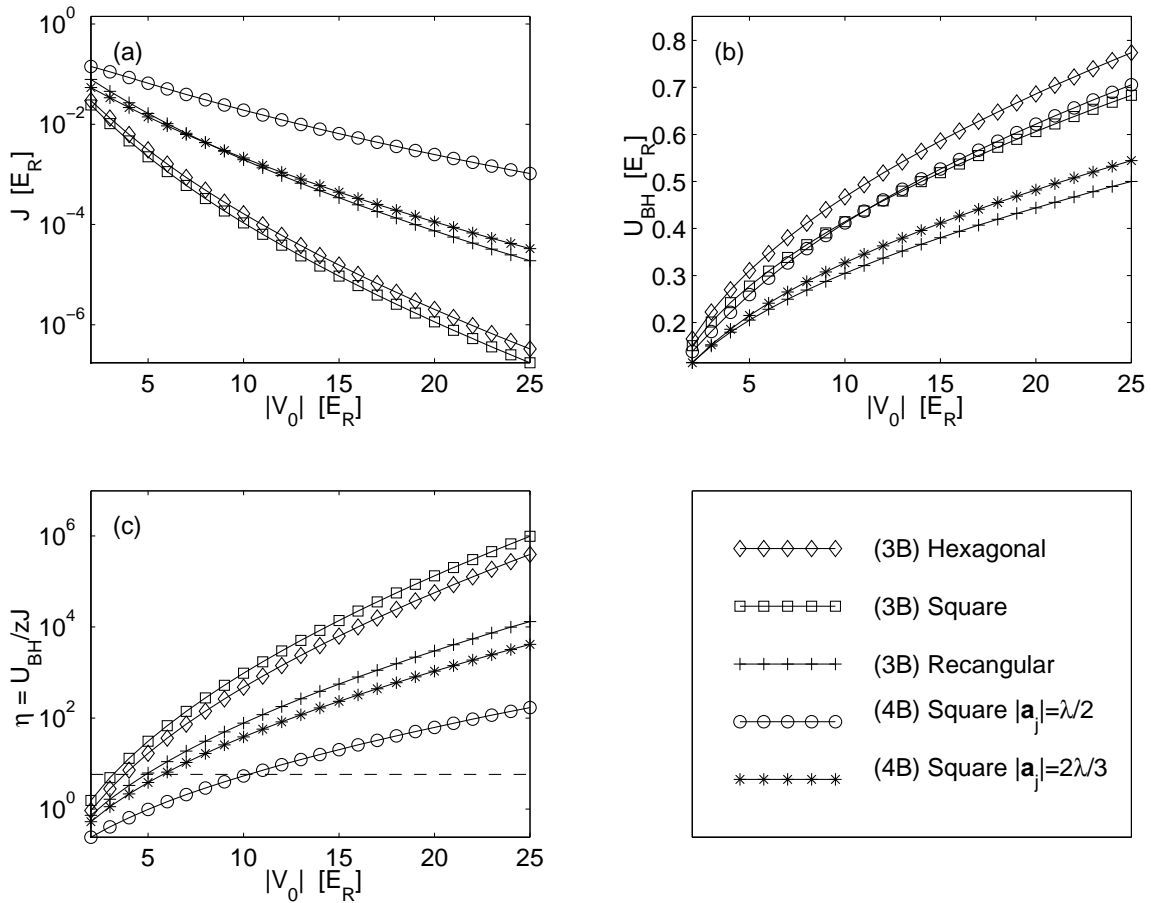 (a)
10^0
10^-2
10^-4
10^-6
J [E_R]
5 10 15 20 25
|V_0| [E_R]
(b)
0.8
0.7
0.6
0.5
0.4
0.3
0.2
U_BH [E_R]
5 10 15 20 25
|V_0| [E_R]
(c)
10^6
10^4
10^2
10^0
η = U_BH/zJ
5 10 15 20 25
|V_0| [E_R]
(3B) Hexagonal
(3B) Square
(3B) Recangular
(4B) Square |a_j|=λ/2
(4B) Square |a_j|=2λ/3